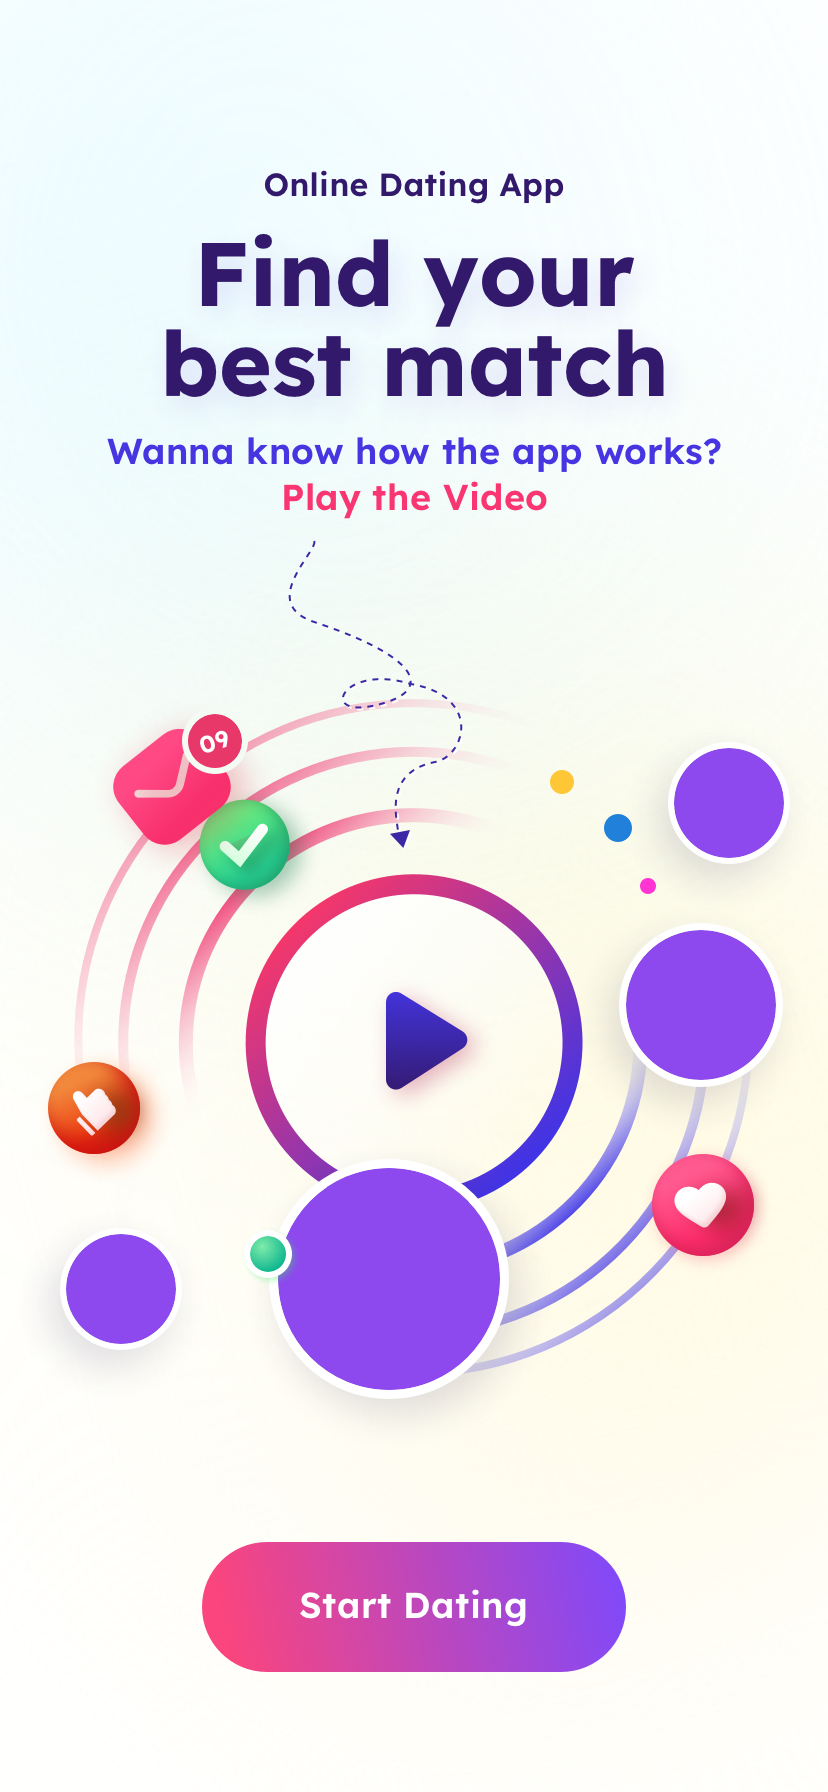 Online Dating App
Find your
best match
Wanna know how the app works?
Play the Video
09
Start Dating